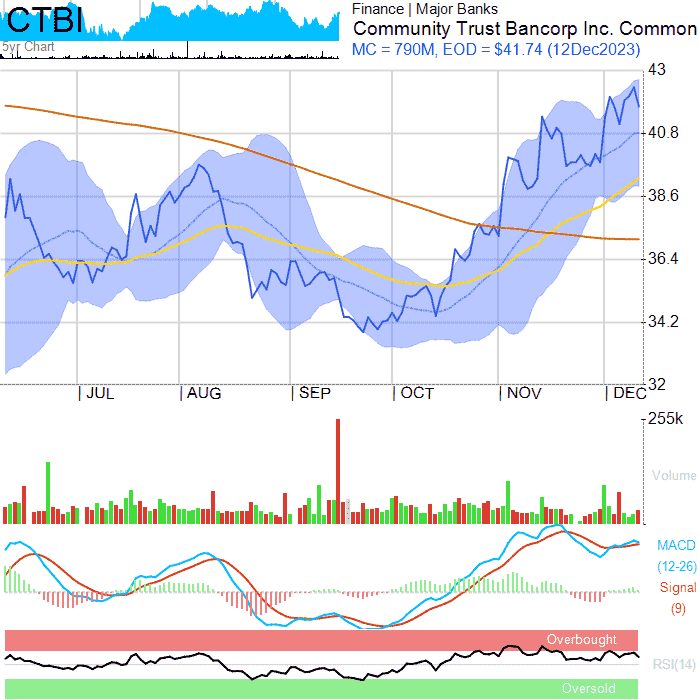 CTBI
5yr Chart
Finance | Major Banks
Community Trust Bancorp Inc. Common
MC = 790M, EOD = $41.74 (12Dec2023)
43
40.8
38.6
36.4
34.2
32
| JUL | AUG | SEP | OCT | NOV | DEC
255k
Volume
MACD
(12-26)
Signal
(9)
Overbought
RSI(14)
Oversold